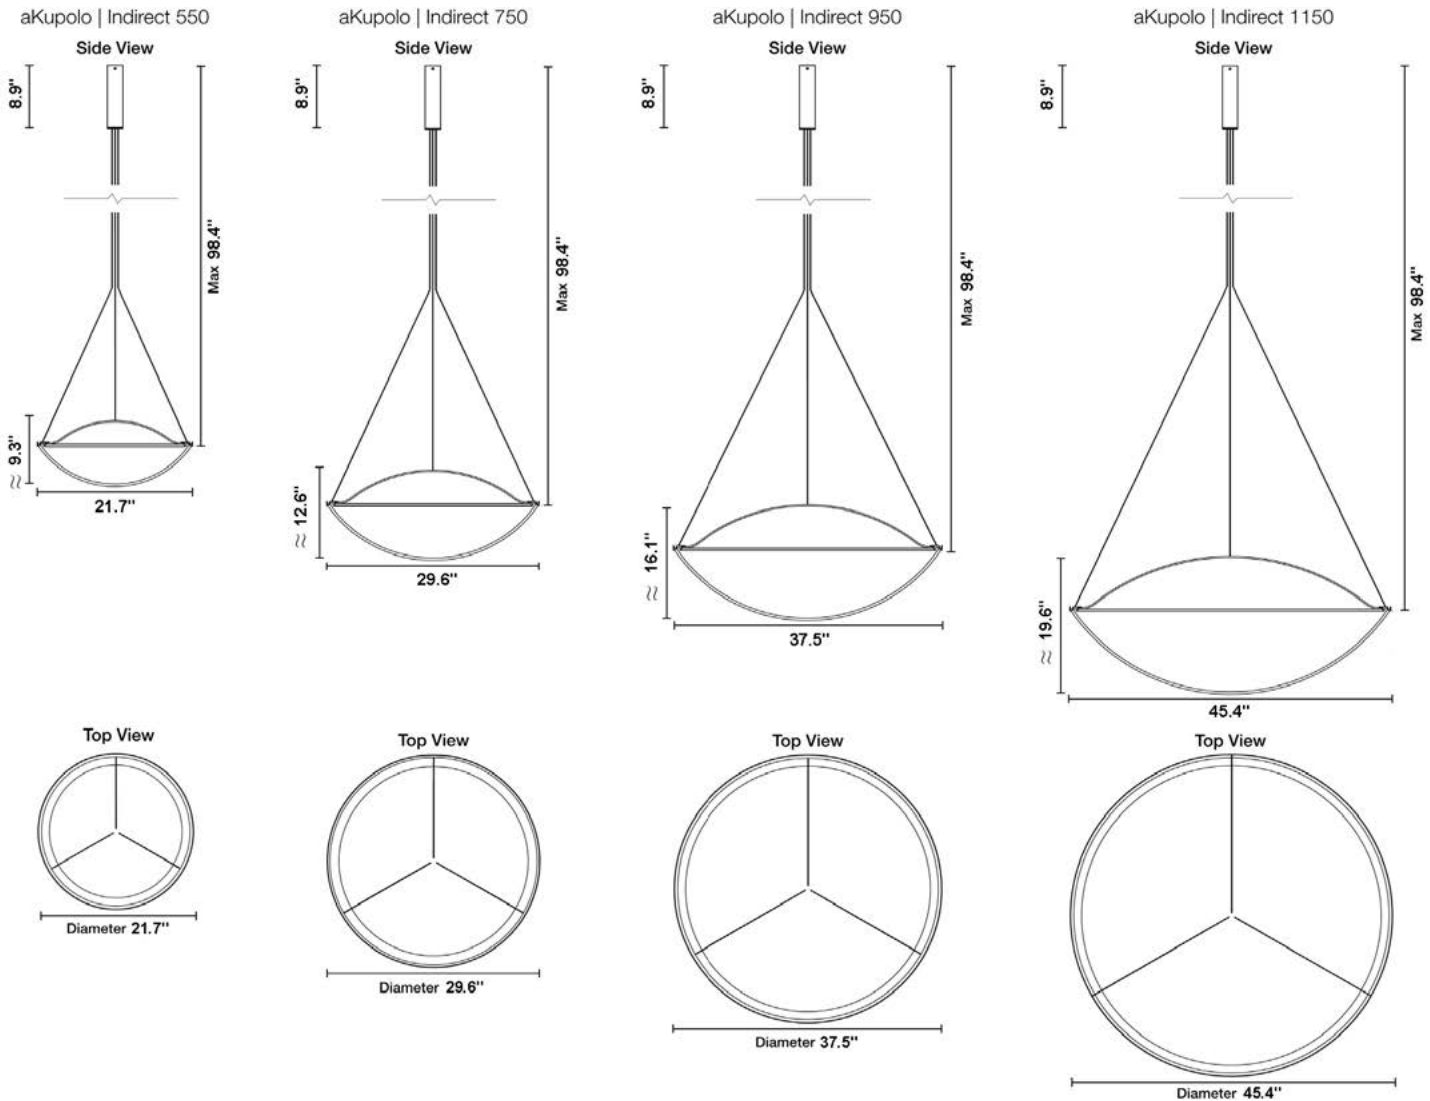 aKupolo | Indirect 550
Side View
8.9"
Max 98.4"
≈ 9.3"
21.7"
Top View
Diameter 21.7"
aKupolo | Indirect 750
Side View
8.9"
Max 98.4"
≈ 12.6"
29.6"
Top View
Diameter 29.6"
aKupolo | Indirect 950
Side View
8.9"
Max 98.4"
≈ 16.1"
37.5"
Top View
Diameter 37.5"
aKupolo | Indirect 1150
Side View
8.9"
Max 98.4"
≈ 19.6"
45.4"
Top View
Diameter 45.4"